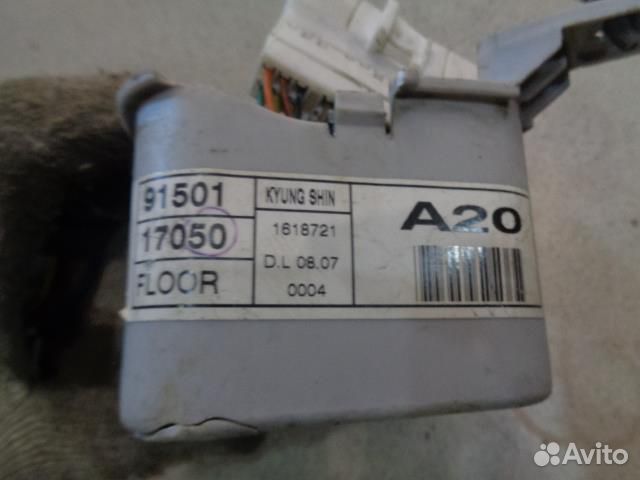 91501
17050
FLOOR
KYUNG SHIN
1618721
D.L 08.07
0004
A20
Avito